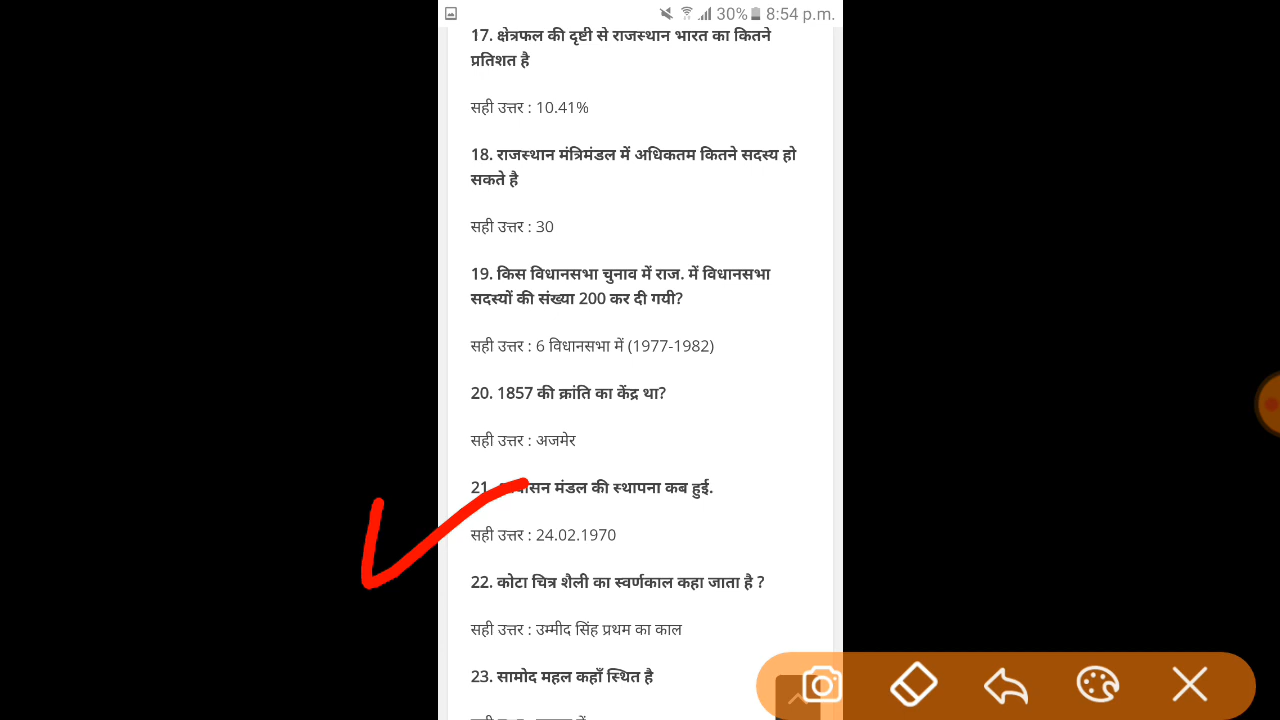 30% 8:54 p.m.
17. क्षेत्रफल की दृष्टी से राजस्थान भारत का कितने
प्रतिशत है
सही उत्तर : 10.41%
18. राजस्थान मंत्रिमंडल में अधिकतम कितने सदस्य हो
सकते है
सही उत्तर : 30
19. किस विधानसभा चुनाव में राज. में विधानसभा
सदस्यों की संख्या 200 कर दी गयी?
सही उत्तर : 6 विधानसभा में (1977-1982)
20. 1857 की क्रांति का केंद्र था?
सही उत्तर : अजमेर
21. मंडल की स्थापना कब हुई.
सही उत्तर : 24.02.1970
22. कोटा चित्र शैली का स्वर्णकाल कहा जाता है ?
सही उत्तर : उम्मीद सिंह प्रथम का काल
23. सामोद महल कहाँ स्थित है